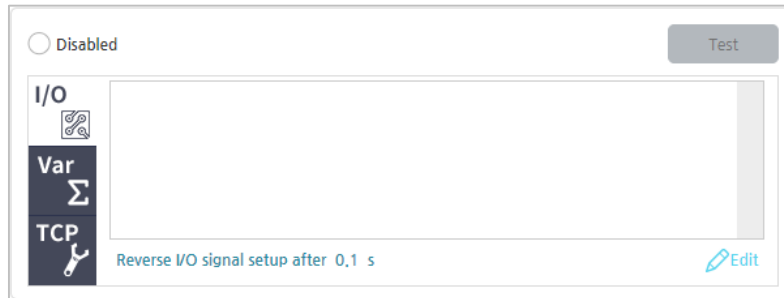 Disabled
Test
I/O
Var
Σ
TCP
Reverse I/O signal setup after 0.1 s
Edit